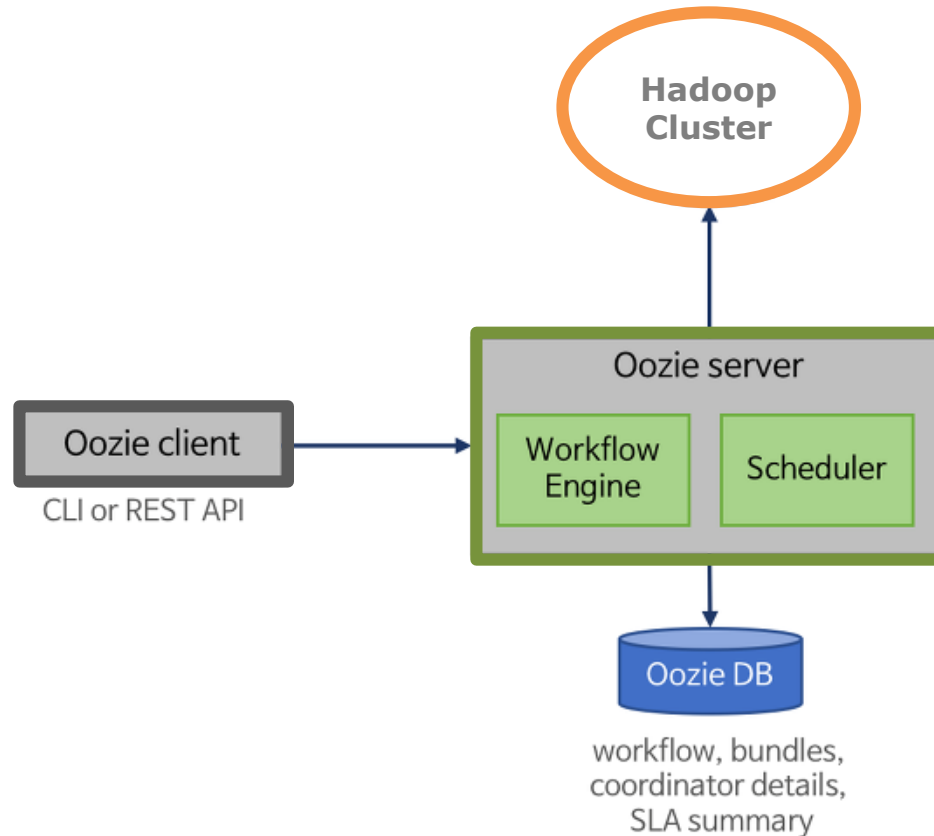 Hadoop
Cluster
Oozie server
Oozie client
Workflow
Engine
Scheduler
CLI or REST API
Oozie DB
workflow, bundles,
coordinator details,
SLA summary